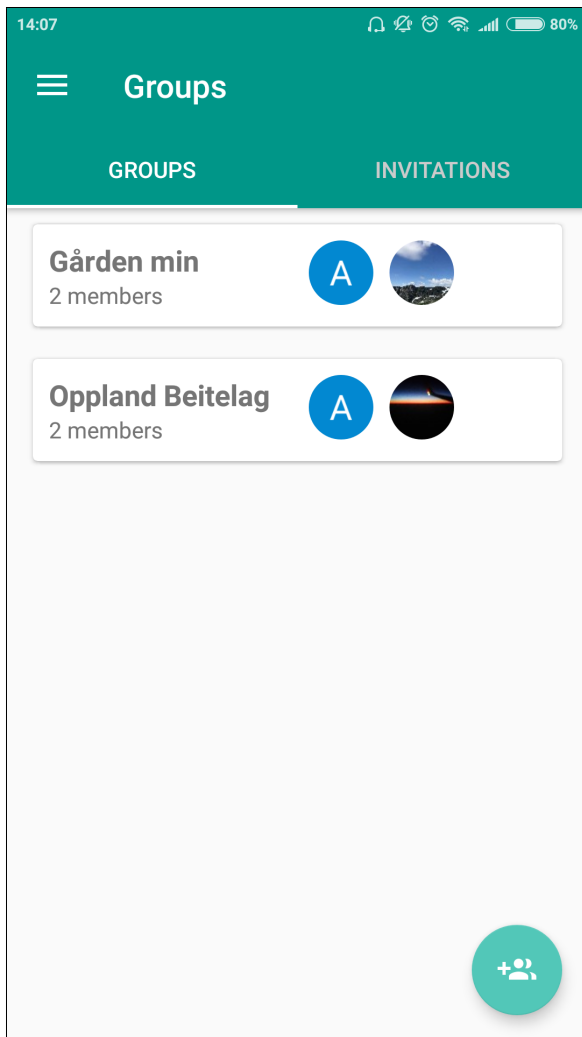 14:07 80%
Groups
GROUPS INVITATIONS
Gården min
2 members
A
Oppland Beitelag
2 members
A